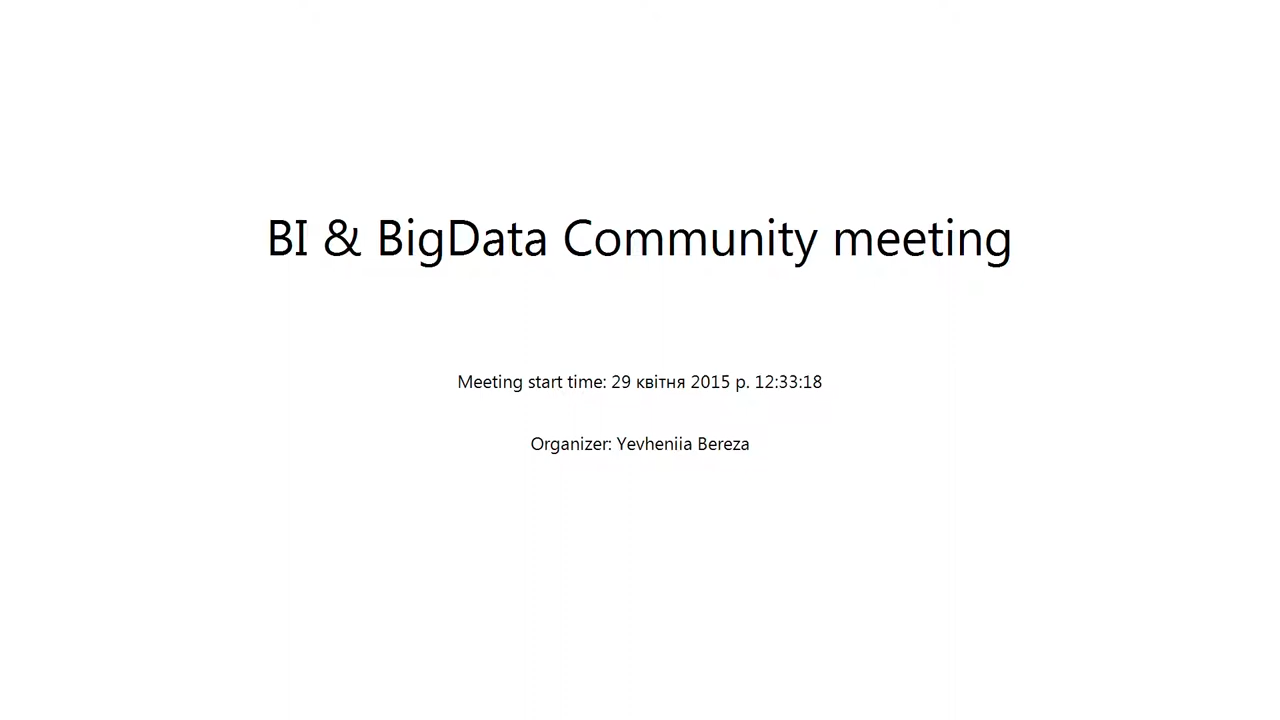 BI & BigData Community meeting
Meeting start time: 29 квітня 2015 р. 12:33:18
Organizer: Yevheniia Bereza